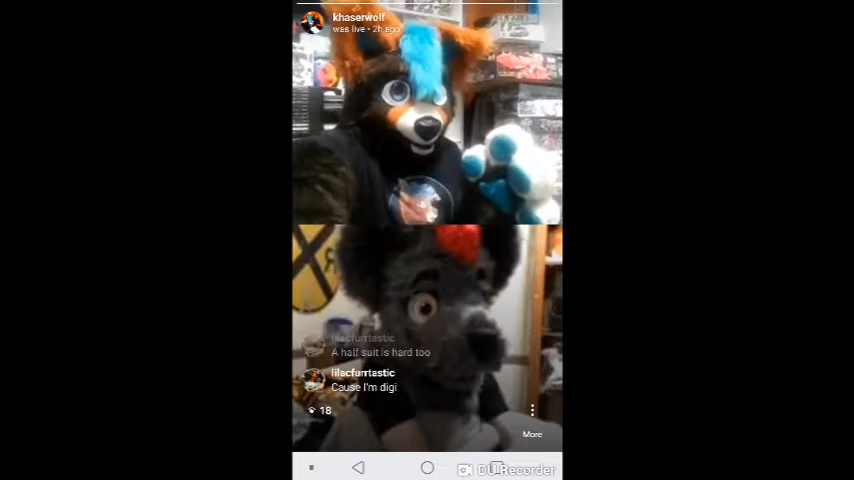 khaserwolf
was live • 2h ago
lilacfurrtastic
A half suit is hard too
lilacfurrtastic
Cause I'm digi
18
More
DU Recorder